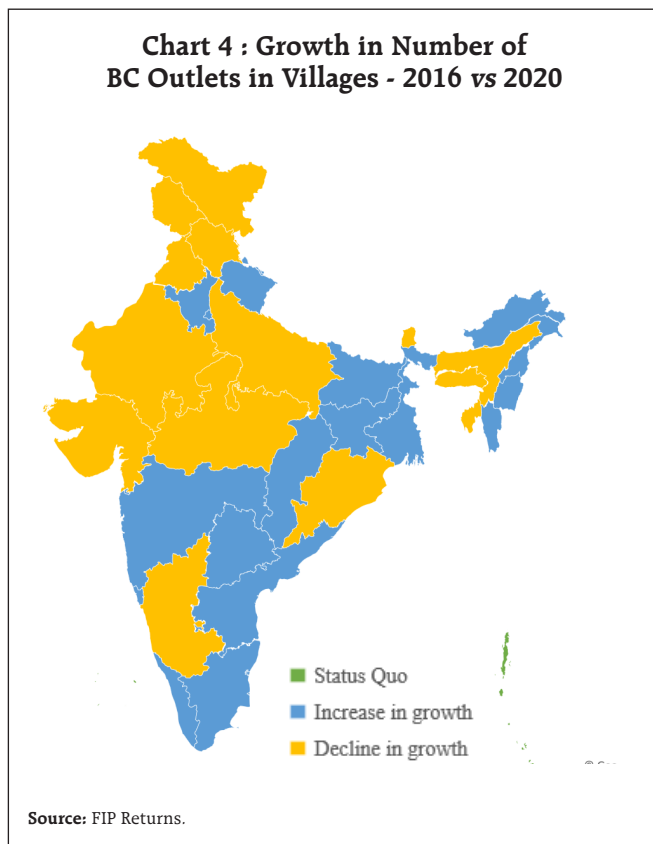 Chart 4 : Growth in Number of
BC Outlets in Villages - 2016 vs 2020
Status Quo
Increase in growth
Decline in growth
Source: FIP Returns.